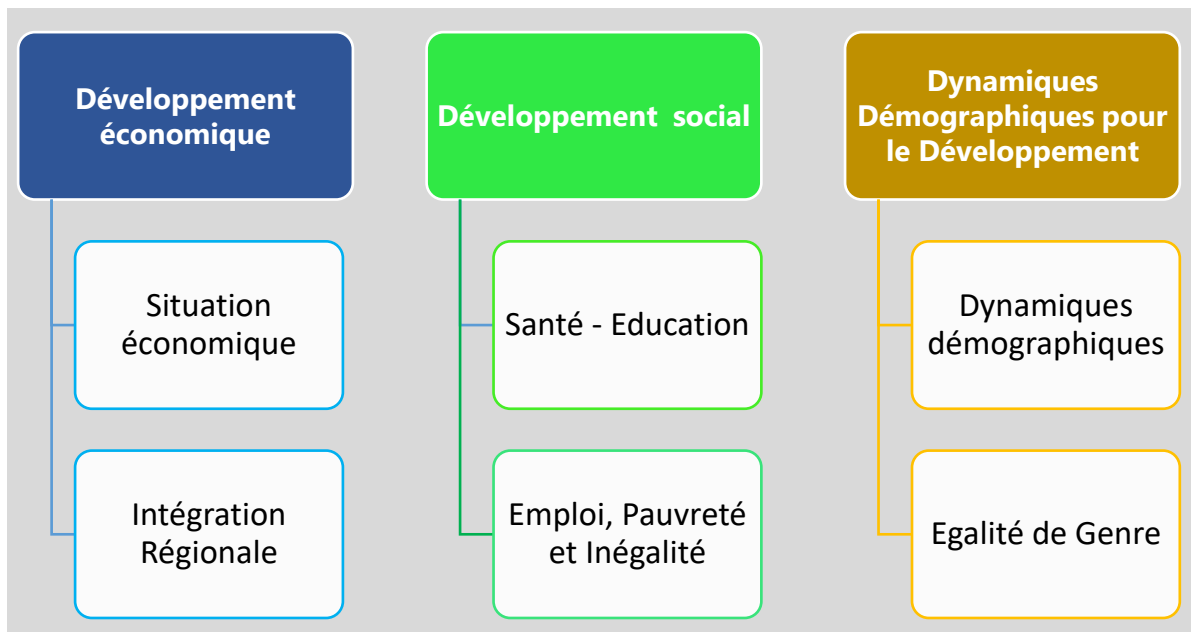 Développement
économique
Situation
économique
Intégration
Régionale
Développement social
Santé - Education
Emploi, Pauvreté
et Inégalité
Dynamiques
Démographiques pour
le Développement
Dynamiques
démographiques
Egalité de Genre